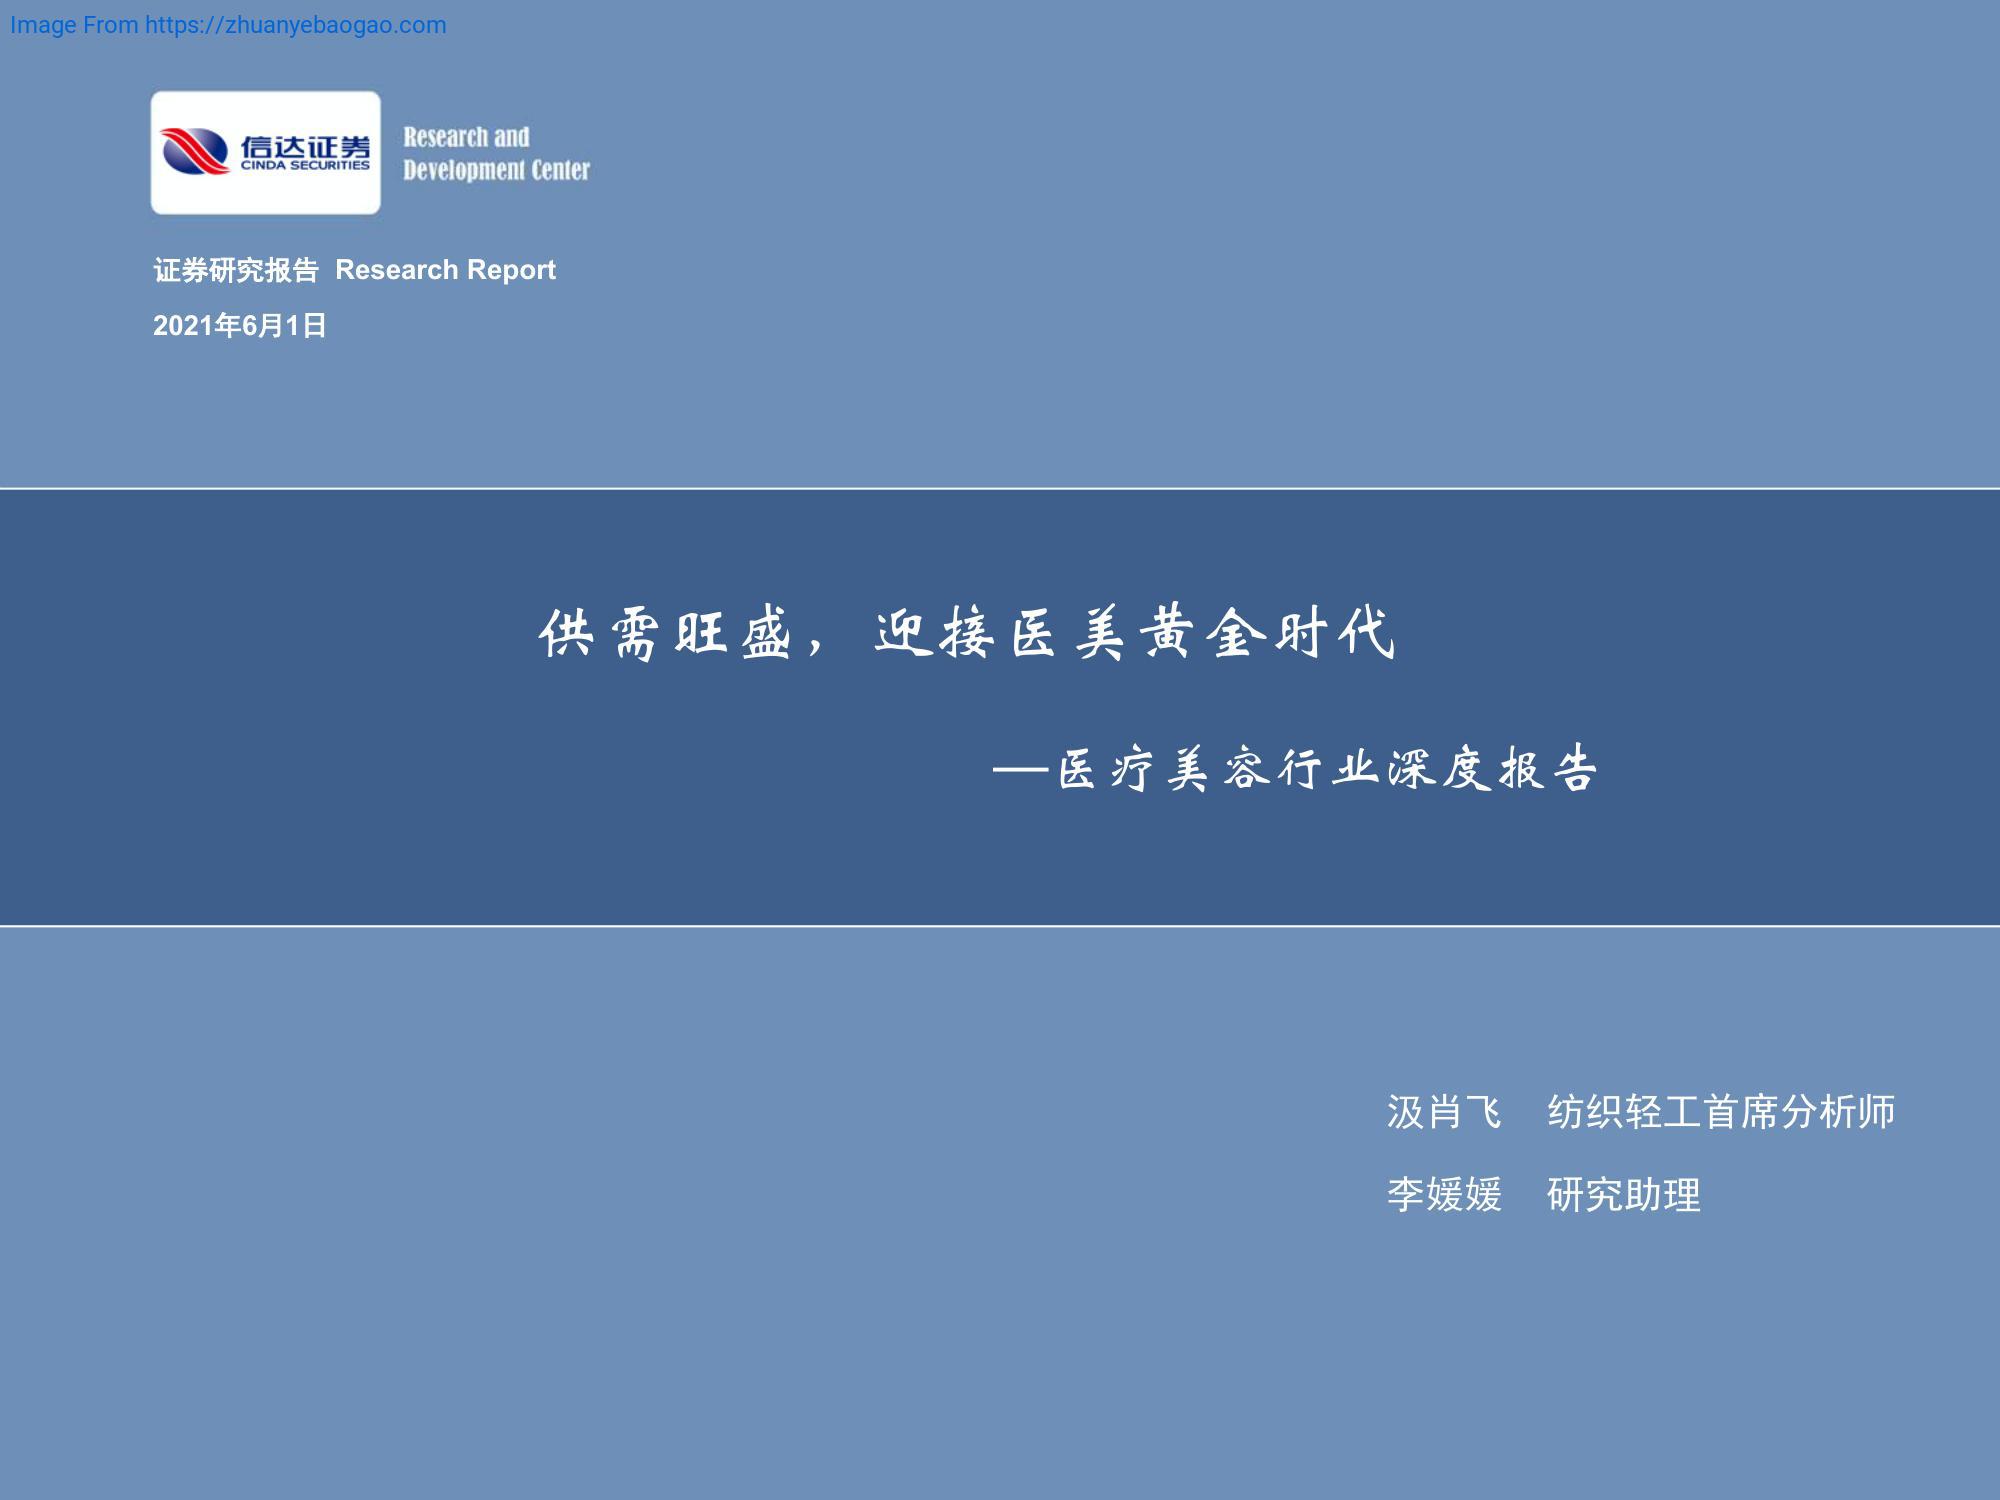 Image From https://zhuanyebaogao.com
信达证券
CINDA SECURITIES
Research and
Development Center
证券研究报告 Research Report
2021年6月1日
供需旺盛，迎接医美黄金时代
—医疗美容行业深度报告
汲肖飞 纺织轻工首席分析师
李媛媛 研究助理